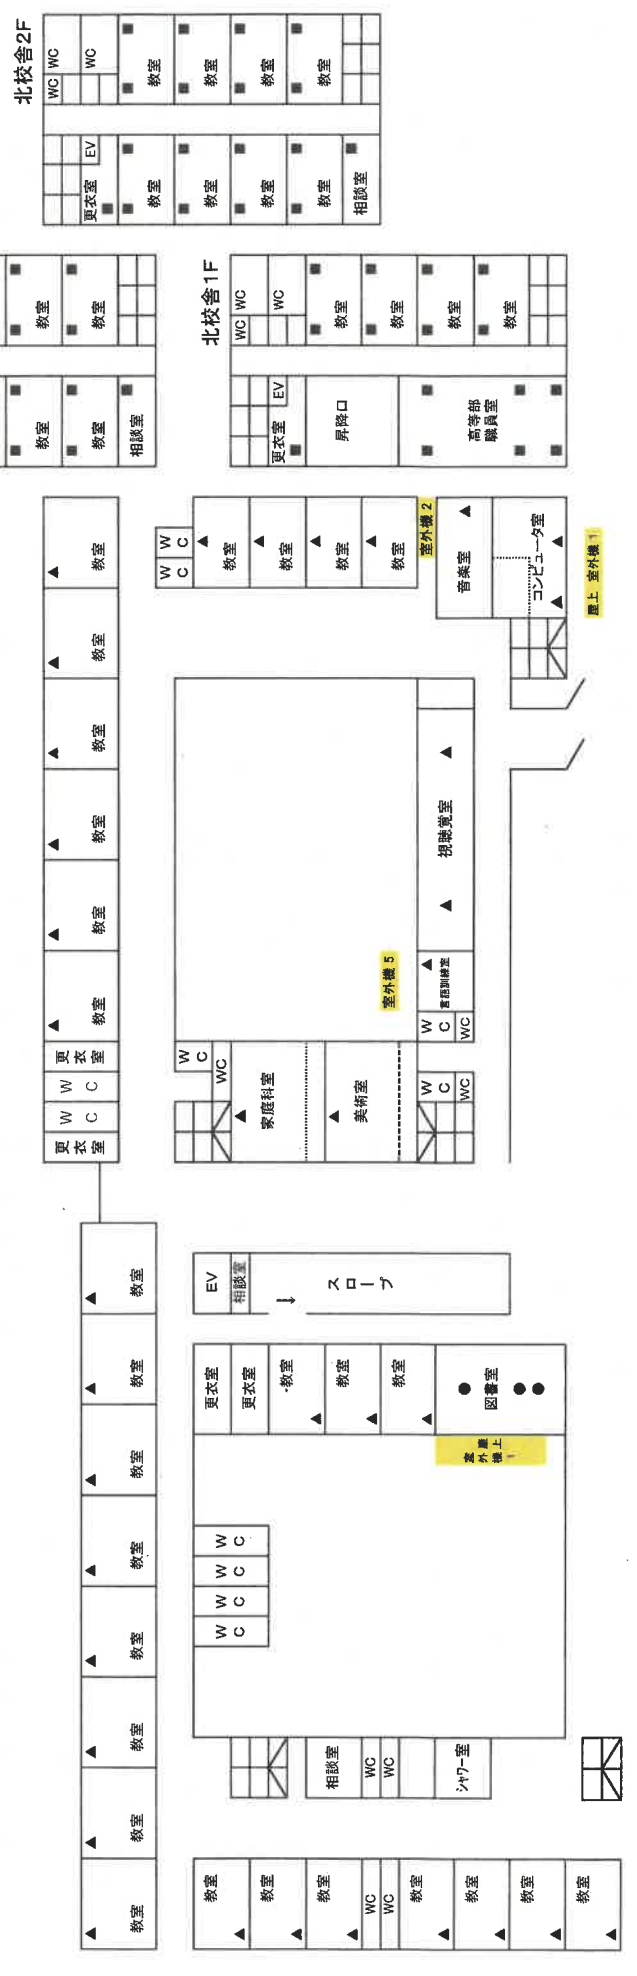 北校舎2F
WC
WC
WC
教室
教室
教室
教室
EV
更衣室
教室
教室
教室
教室
相談室
教室
教室
教室
教室
相談室
北校舎1F
WC
WC
WC
教室
教室
教室
教室
EV
更衣室
昇降口
高等部
職員室
教室
教室
教室
教室
教室
教室
更衣室
WC
WC
更衣室
WC
WC
教室
教室
教室
教室
室外機 2
音楽室
コンピュータ室
屋上 室外機 1
視聴覚室
室外機 5
言語訓練室
WC
WC
WC
WC
家庭科室
美術室
WC
WC
教室
教室
教室
教室
教室
教室
教室
教室
EV
相談室
↓
スロープ
更衣室
更衣室
教室
教室
教室
図書室
屋上
室外機
1
WC
WC
WC
WC
相談室
WC
WC
シャワー室
教室
教室
教室
WC
WC
教室
教室
教室
教室